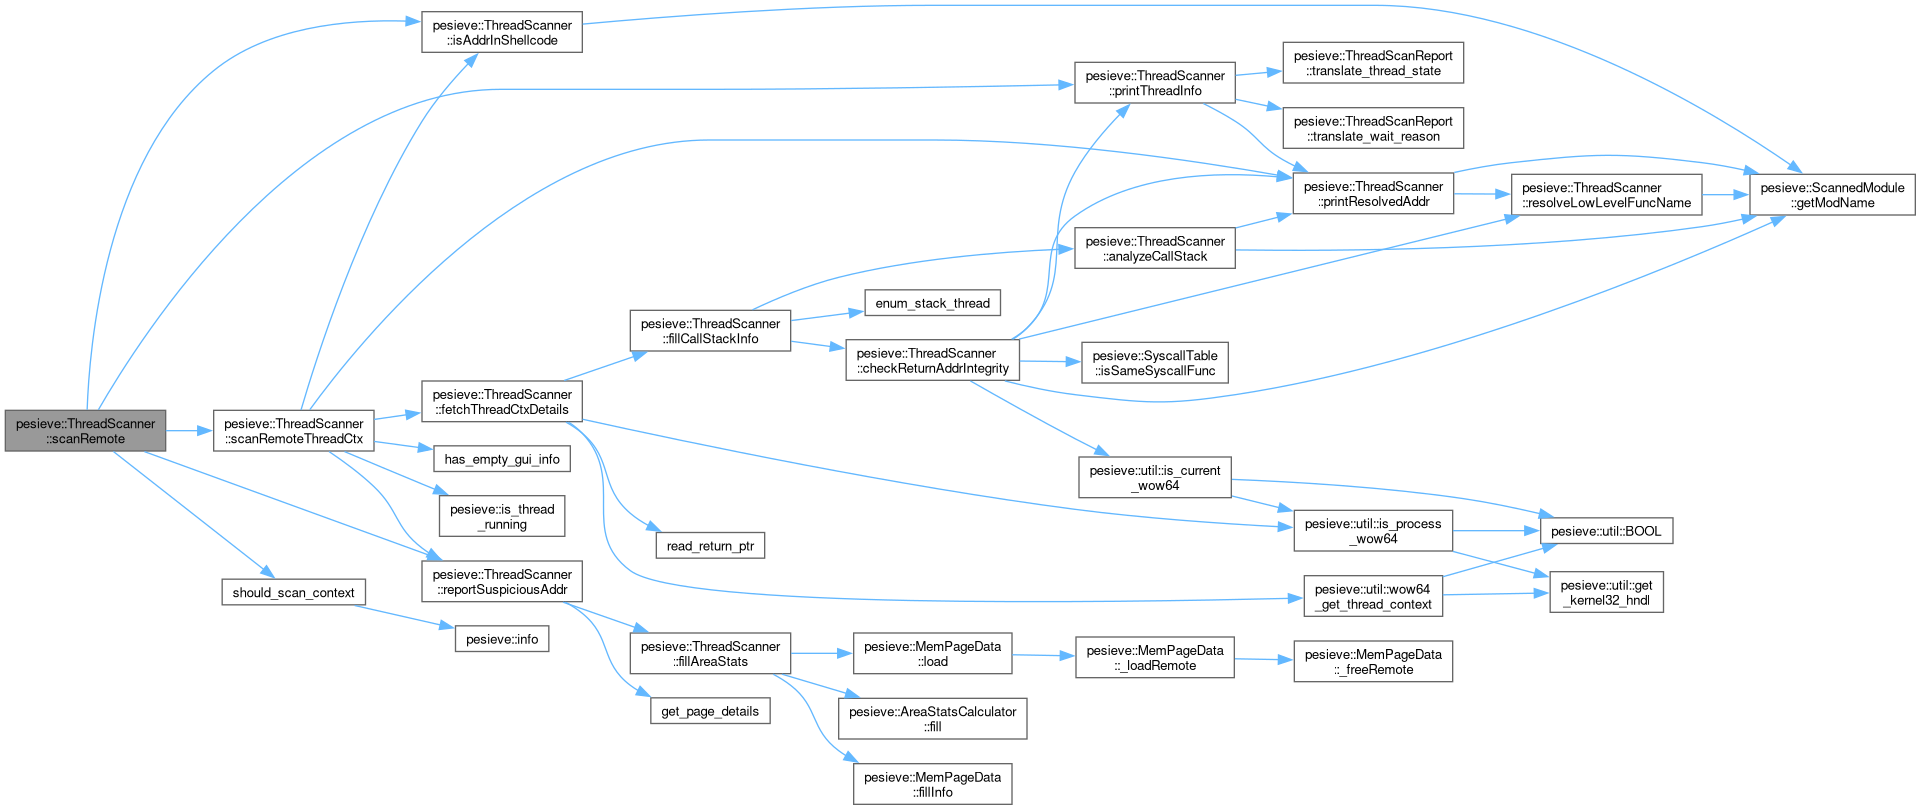 pesieve::ThreadScanner
::scanRemote
pesieve::ThreadScanner
::isAddrInShellcode
pesieve::ThreadScanner
::scanRemoteThreadCtx
should_scan_context
pesieve::ThreadScanner
::fetchThreadCtxDetails
has_empty_gui_info
pesieve::is_thread
_running
pesieve::ThreadScanner
::reportSuspiciousAddr
pesieve::info
pesieve::ThreadScanner
::fillCallStackInfo
read_return_ptr
pesieve::ThreadScanner
::fillAreaStats
get_page_details
enum_stack_thread
pesieve::ThreadScanner
::checkReturnAddrIntegrity
pesieve::MemPageData
::load
pesieve::AreaStatsCalculator
::fill
pesieve::MemPageData
::fillInfo
pesieve::ThreadScanner
::printThreadInfo
pesieve::ThreadScanner
::analyzeCallStack
pesieve::SyscallTable
::isSameSyscallFunc
pesieve::util::is_current
_wow64
pesieve::MemPageData
::_loadRemote
pesieve::ThreadScanReport
::translate_thread_state
pesieve::ThreadScanReport
::translate_wait_reason
pesieve::ThreadScanner
::printResolvedAddr
pesieve::util::is_process
_wow64
pesieve::util::wow64
_get_thread_context
pesieve::MemPageData
::_freeRemote
pesieve::ThreadScanner
::resolveLowLevelFuncName
pesieve::util::BOOL
pesieve::util::get
_kernel32_hndl
pesieve::ScannedModule
::getModName